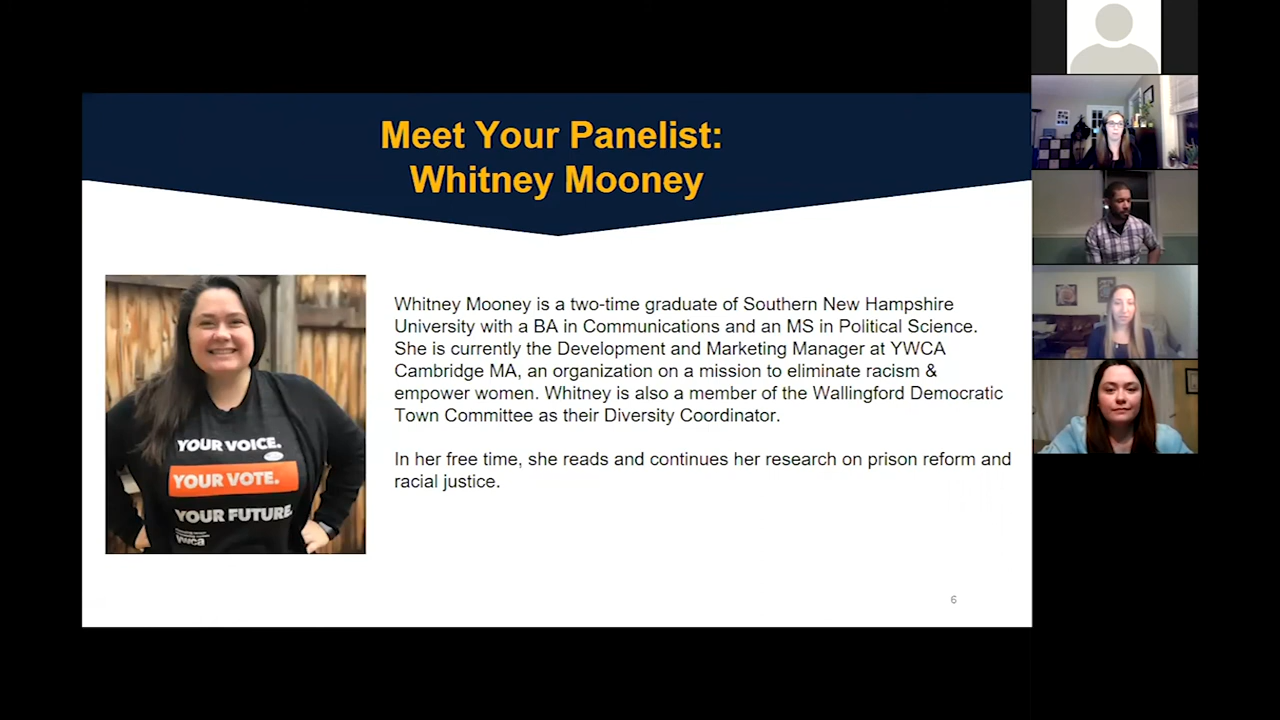 Meet Your Panelist:
Whitney Mooney
Whitney Mooney is a two-time graduate of Southern New Hampshire
University with a BA in Communications and an MS in Political Science.
She is currently the Development and Marketing Manager at YWCA
Cambridge MA, an organization on a mission to eliminate racism &
empower women. Whitney is also a member of the Wallingford Democratic
Town Committee as their Diversity Coordinator.
In her free time, she reads and continues her research on prison reform and
racial justice.
YOUR VOICE.
YOUR VOTE.
YOUR FUTURE.
ywca
6